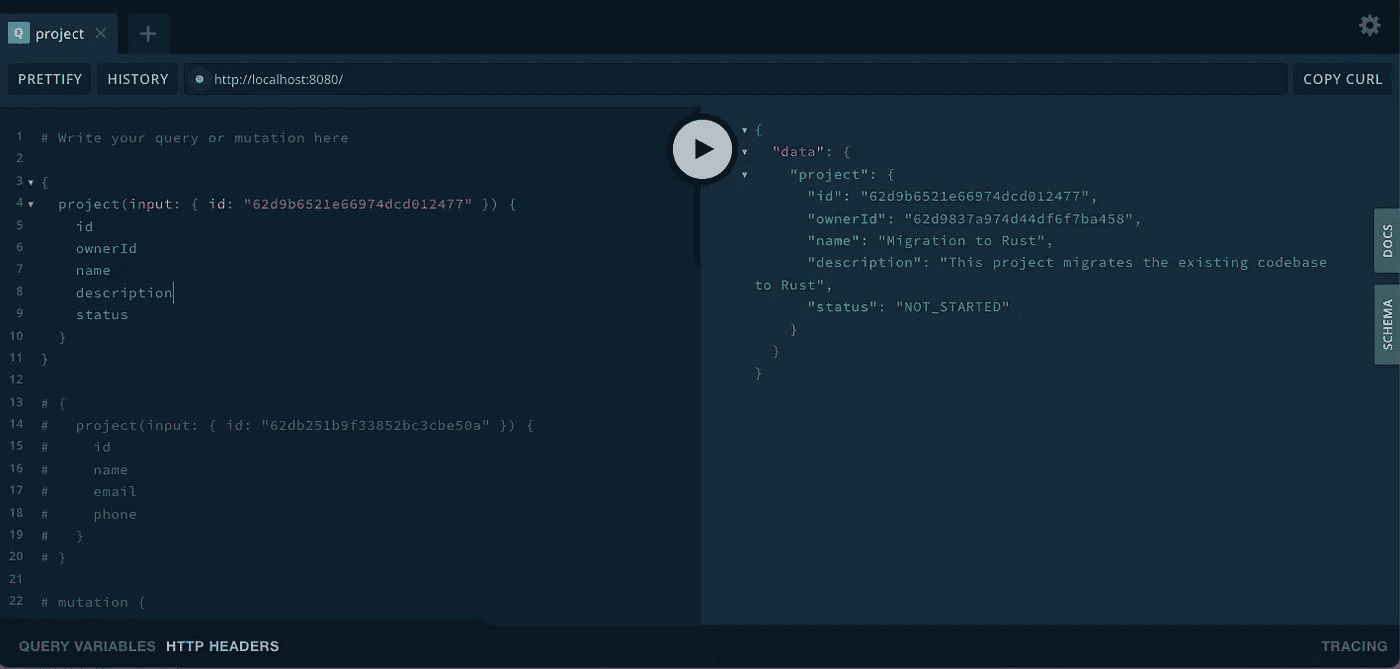 Q project
PRETTIFY HISTORY http://localhost:8080/ COPY CURL
1 # Write your query or mutation here
2
3 {
4 project(input: { id: "62d9b6521e66974dcd012477" }) {
5 id
6 ownerId
7 name
8 description
9 status
10 }
11 }
12
13 # {
14 # project(input: { id: "62db251b9f33852bc3cbe50a" }) {
15 # id
16 # name
17 # email
18 # phone
19 # }
20 # }
21
22 # mutation {
{
"data": {
"project": {
"id": "62d9b6521e66974dcd012477",
"ownerId": "62d9837a974d44df6f7ba458",
"name": "Migration to Rust",
"description": "This project migrates the existing codebase
to Rust",
"status": "NOT_STARTED"
}
}
}
DOCS
SCHEMA
QUERY VARIABLES HTTP HEADERS TRACING